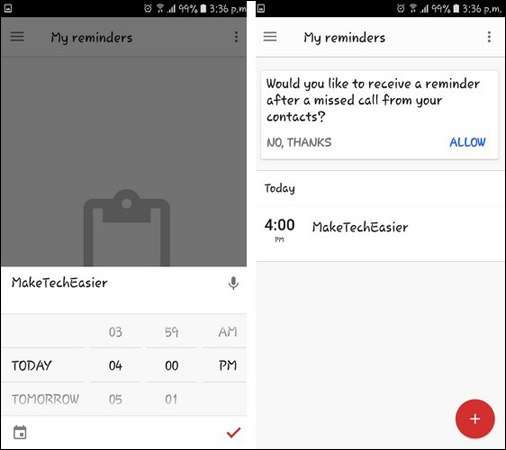 99% 3:36 p.m.
My reminders
MakeTechEasier
03 59 AM
TODAY 04 00 PM
TOMORROW 05 01
99% 3:36 p.m.
My reminders
Would you like to receive a reminder
after a missed call from your
contacts?
NO, THANKS ALLOW
Today
4:00 MakeTechEasier
PM